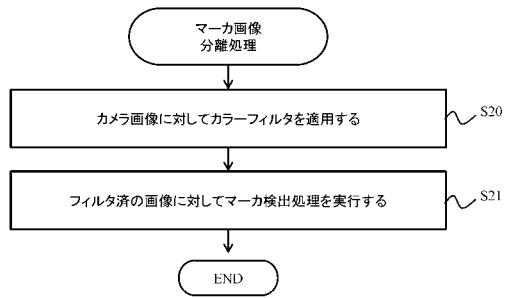 マーカ画像
分離処理
カメラ画像に対してカラーフィルタを適用する
S20
フィルタ済の画像に対してマーカ検出処理を実行する
S21
END